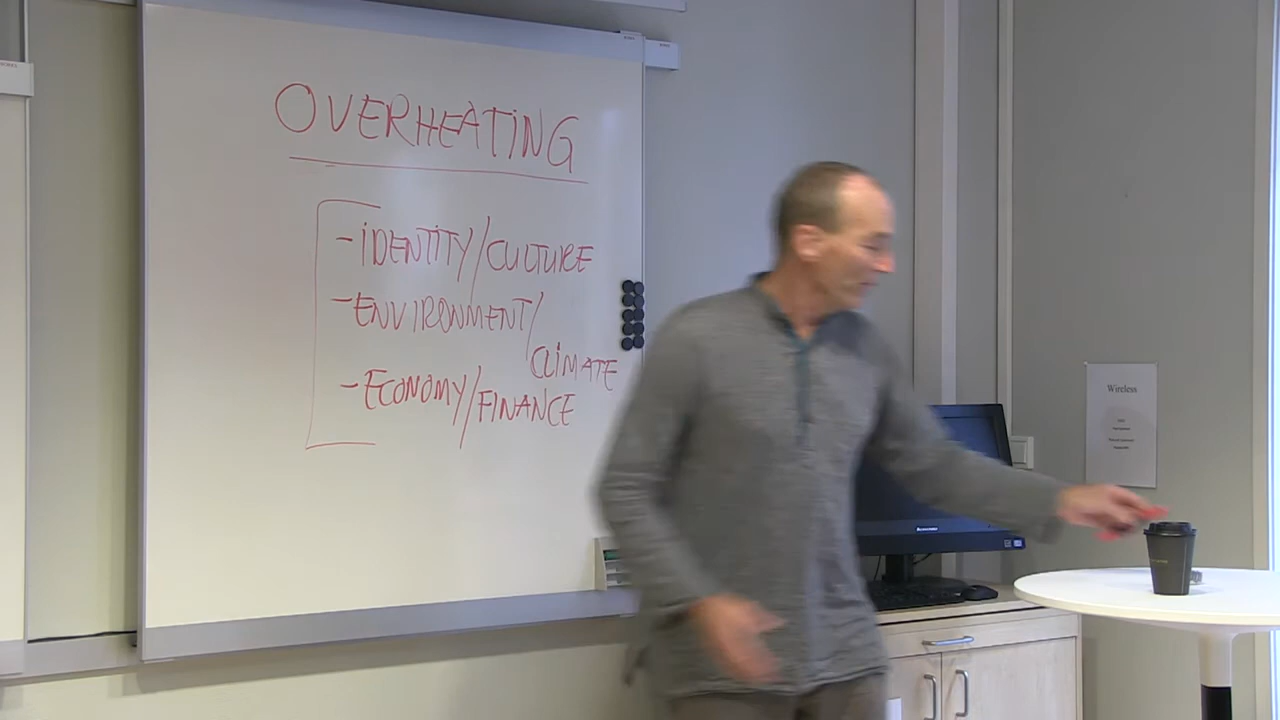 OVERHEATING
- IDENTITY/CULTURE
- ENVIRONMENT/
CLIMATE
- ECONOMY/FINANCE
Wireless